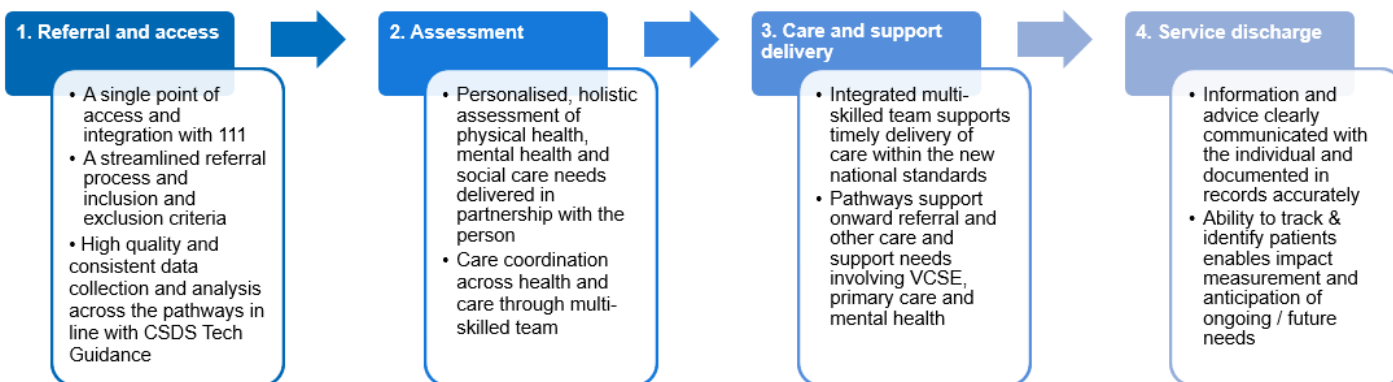 1. Referral and access
• A single point of
access and
integration with 111
• A streamlined referral
process and
inclusion and
exclusion criteria
• High quality and
consistent data
collection and analysis
across the pathways in
line with CSDS Tech
Guidance
2. Assessment
• Personalised, holistic
assessment of
physical health,
mental health and
social care needs
delivered in
partnership with the
person
• Care coordination
across health and
care through multi-
skilled team
3. Care and support
delivery
• Integrated multi-
skilled team supports
timely delivery of
care within the new
national standards
• Pathways support
onward referral and
other care and
support needs
involving VCSE,
primary care and
mental health
4. Service discharge
• Information and
advice clearly
communicated with
the individual and
documented in
records accurately
• Ability to track &
identify patients
enables impact
measurement and
anticipation of
ongoing / future
needs